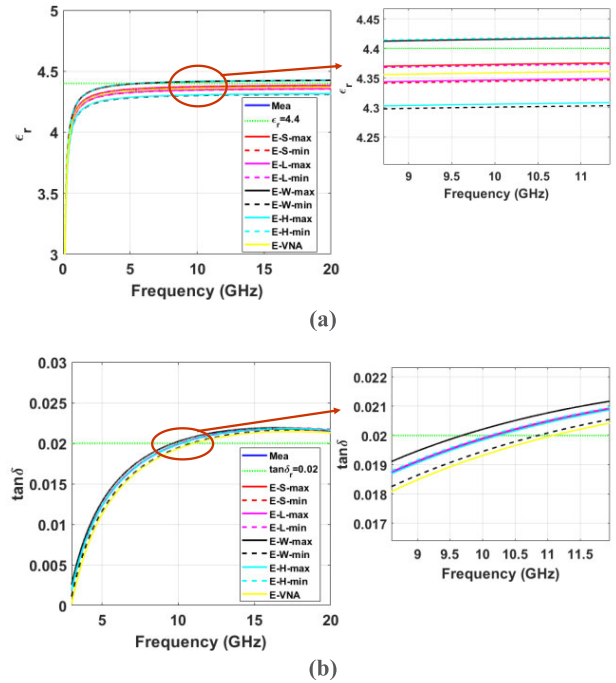 (a)
5
4.5
4
3.5
3
ϵr
0
5
10
15
20
Frequency (GHz)
Mea
ϵr=4.4
E-S-max
E-S-min
E-L-max
E-L-min
E-W-max
E-W-min
E-H-max
E-H-min
E-VNA
4.45
4.4
4.35
4.3
4.25
ϵr
9
9.5
10
10.5
11
Frequency (GHz)
(a)
0.03
0.025
0.02
0.015
0.01
0.005
0
tanδ
5
10
15
20
Frequency (GHz)
Mea
tanδr=0.02
E-S-max
E-S-min
E-L-max
E-L-min
E-W-max
E-W-min
E-H-max
E-H-min
E-VNA
0.022
0.021
0.02
0.019
0.018
0.017
tanδ
9
9.5
10
10.5
11
11.5
Frequency (GHz)
(b)